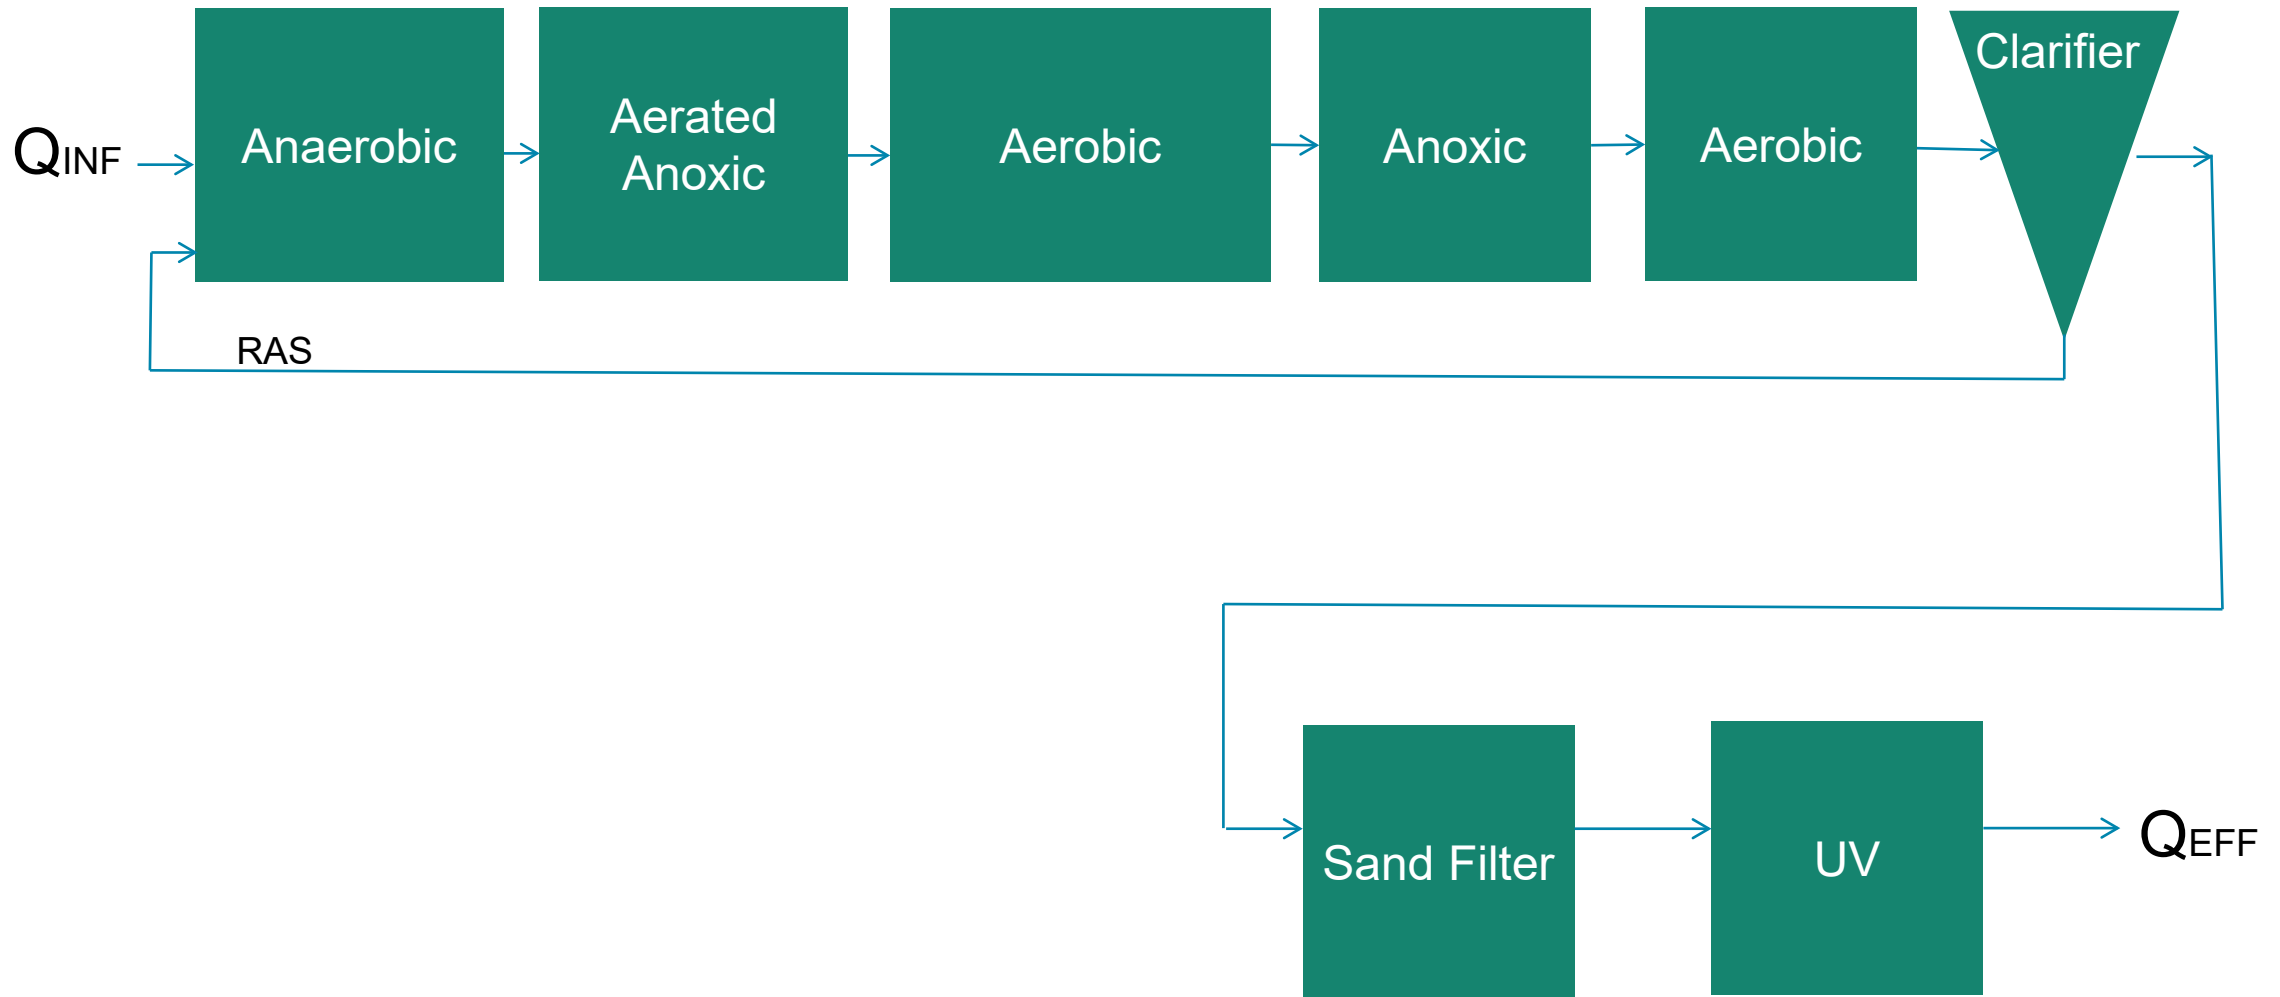 QINF
Anaerobic
Aerated
Anoxic
Aerobic
Anoxic
Aerobic
Clarifier
RAS
Sand Filter
UV
QEFF